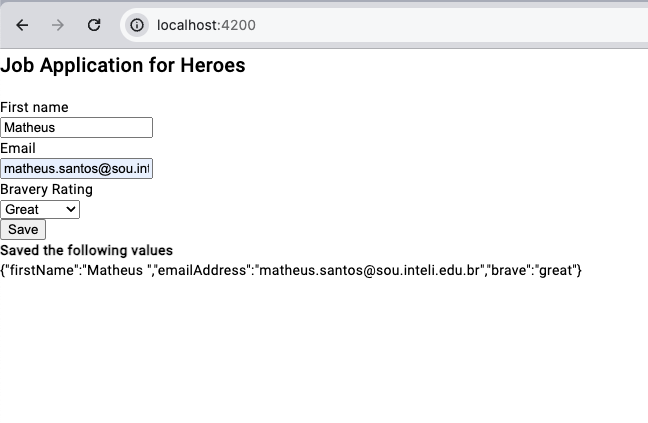 localhost:4200
Job Application for Heroes
First name
Matheus
Email
matheus.santos@sou.int
Bravery Rating
Great
Save
Saved the following values
{"firstName":"Matheus ","emailAddress":"matheus.santos@sou.inteli.edu.br","brave":"great"}